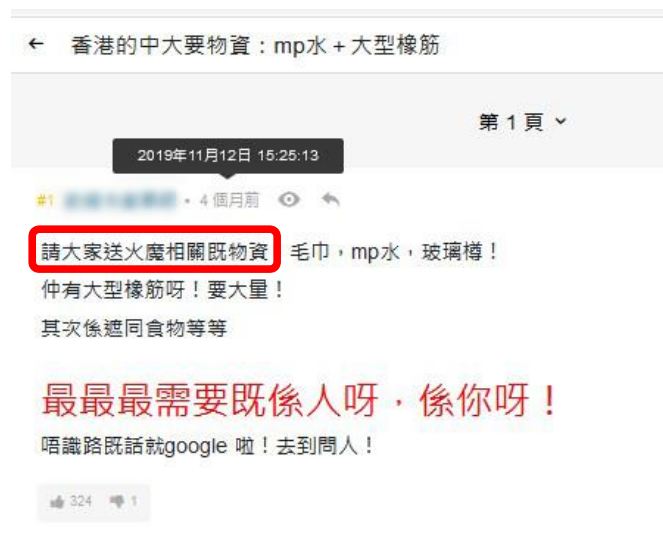 ← 香港的中大要物資：mp水＋大型橡筋
第 1 頁
2019年11月12日 15:25:13
#1 • 4 個月前
請大家送火魔相關既物資 毛巾，mp水，玻璃樽！
仲有大型橡筋呀！要大量！
其次係遮同食物等等
最最最需要既係人呀，係你呀！
唔識路既話就google 啦！去到問人！
324 1